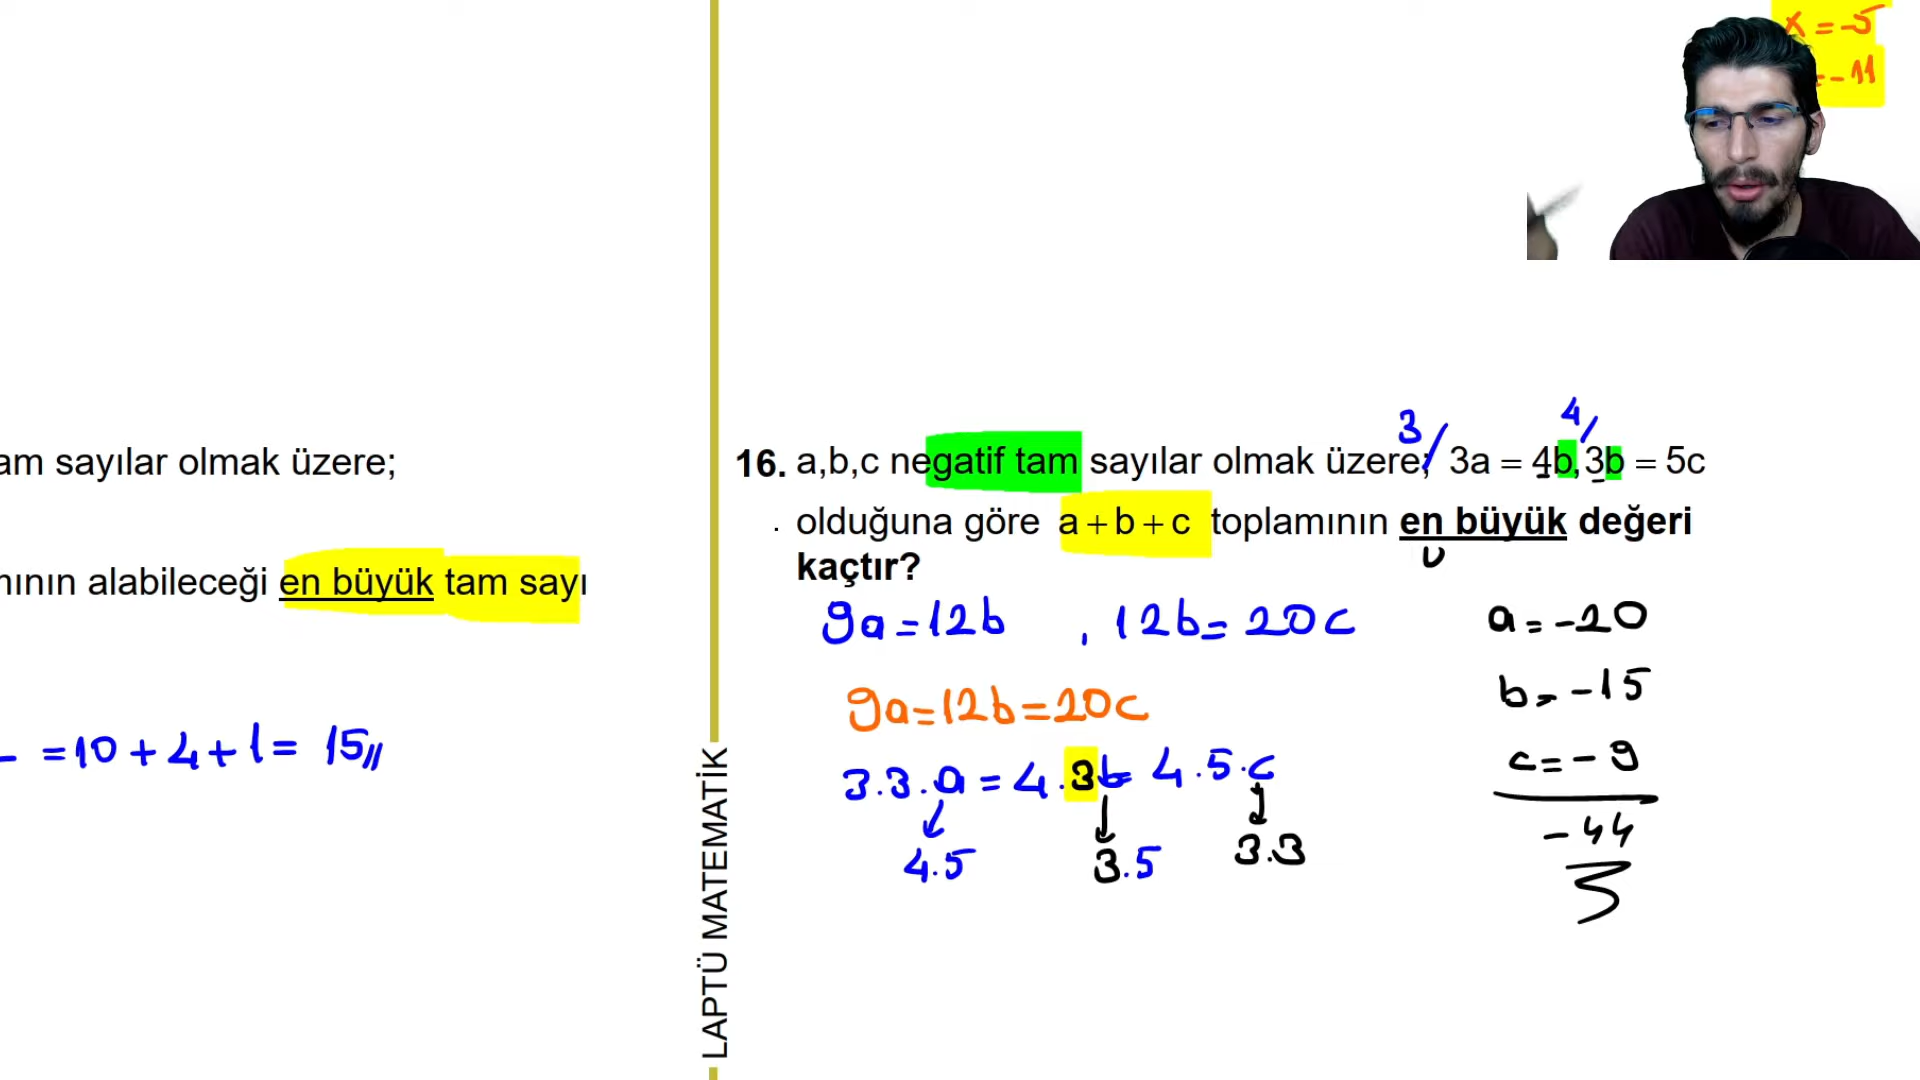 x = -5
= -11
am sayılar olmak üzere;
mının alabileceği en büyük tam sayı
= 10 + 4 + 1 = 15
LAPTÜ MATEMATİK
3/ 4/
16. a,b,c negatif tam sayılar olmak üzere; 3a = 4b, 3b = 5c
olduğuna göre a + b + c toplamının en büyük değeri
kaçtır?
9a = 12b , 12b = 20c
9a = 12b = 20c
3.3.a = 4.3b = 4.5.c
4.5 3.5 3.3
a = -20
b = -15
c = -9
-44